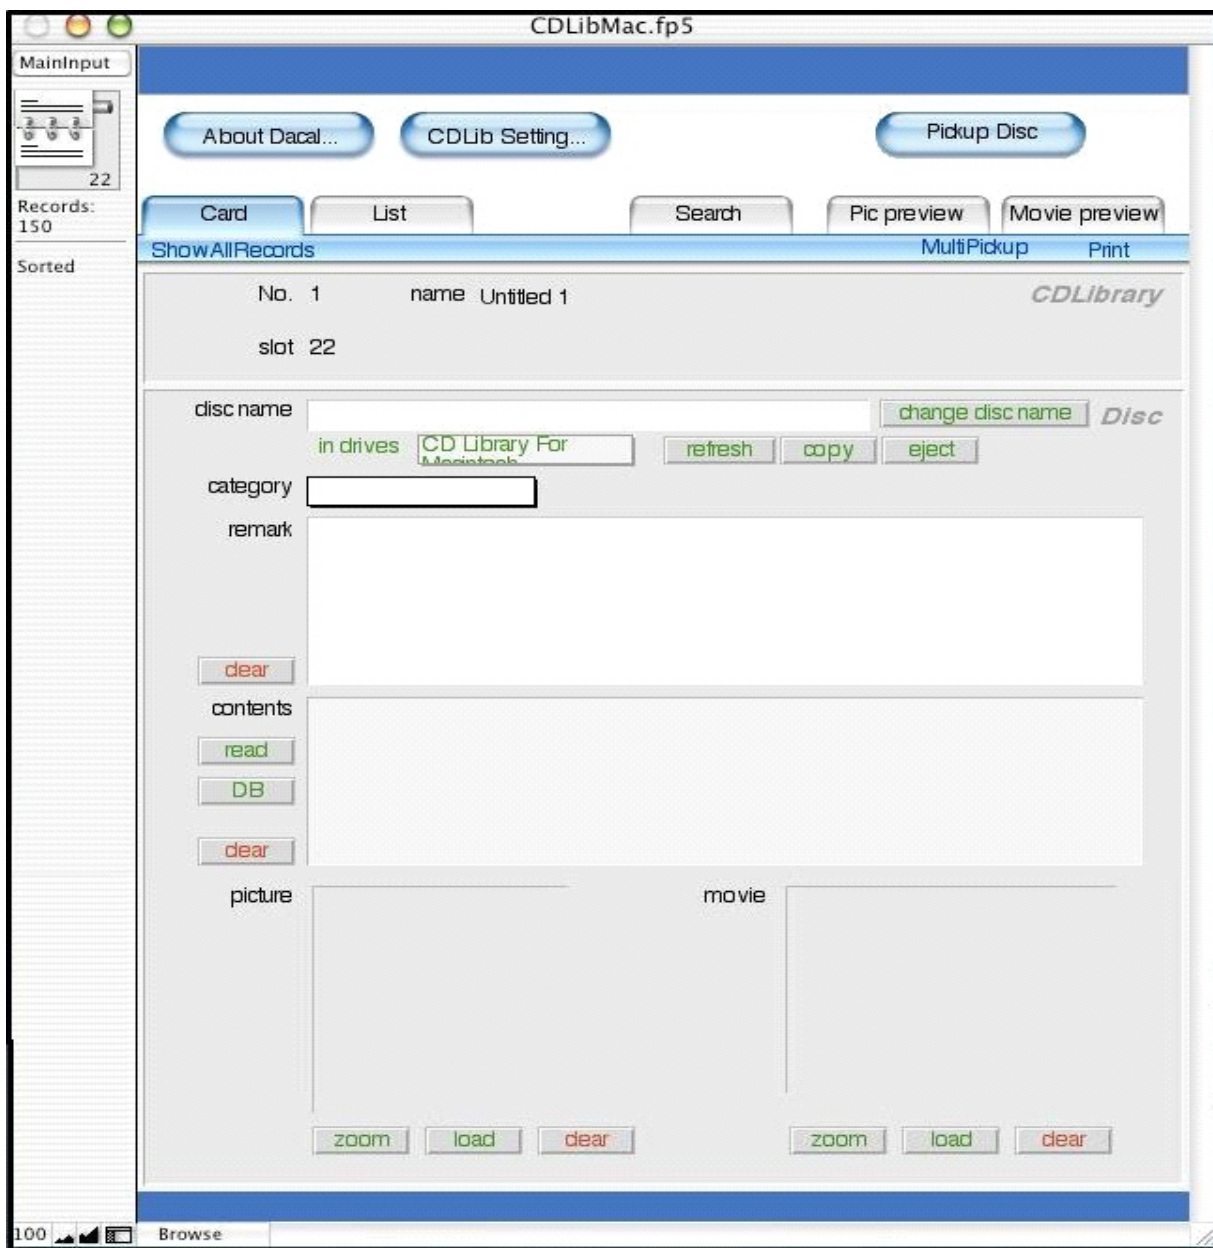 CDLibMac.fp5
MainInput
22
Records:
150
Sorted
About Dacal...
CDLib Setting...
Pickup Disc
Card
List
Search
Pic preview
Movie preview
ShowAllRecords
MultiPickup
Print
No. 1 name Untitled 1
CDLibrary
slot 22
disc name
change disc name
Disc
in drives
CD Library For
Macintosh
refresh
copy
eject
category
remark
clear
contents
read
DB
clear
picture
movie
zoom
load
clear
zoom
load
clear
100
Browse